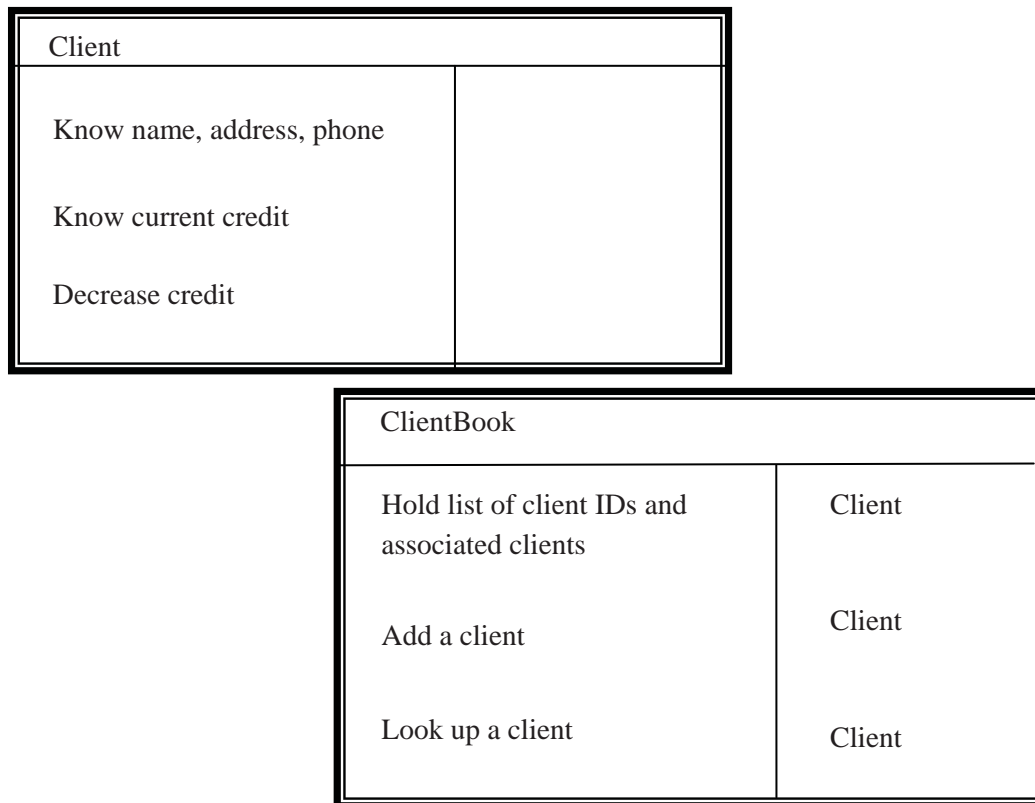 Client
Know name, address, phone
Know current credit
Decrease credit
ClientBook
Hold list of client IDs and
associated clients
Client
Add a client
Client
Look up a client
Client